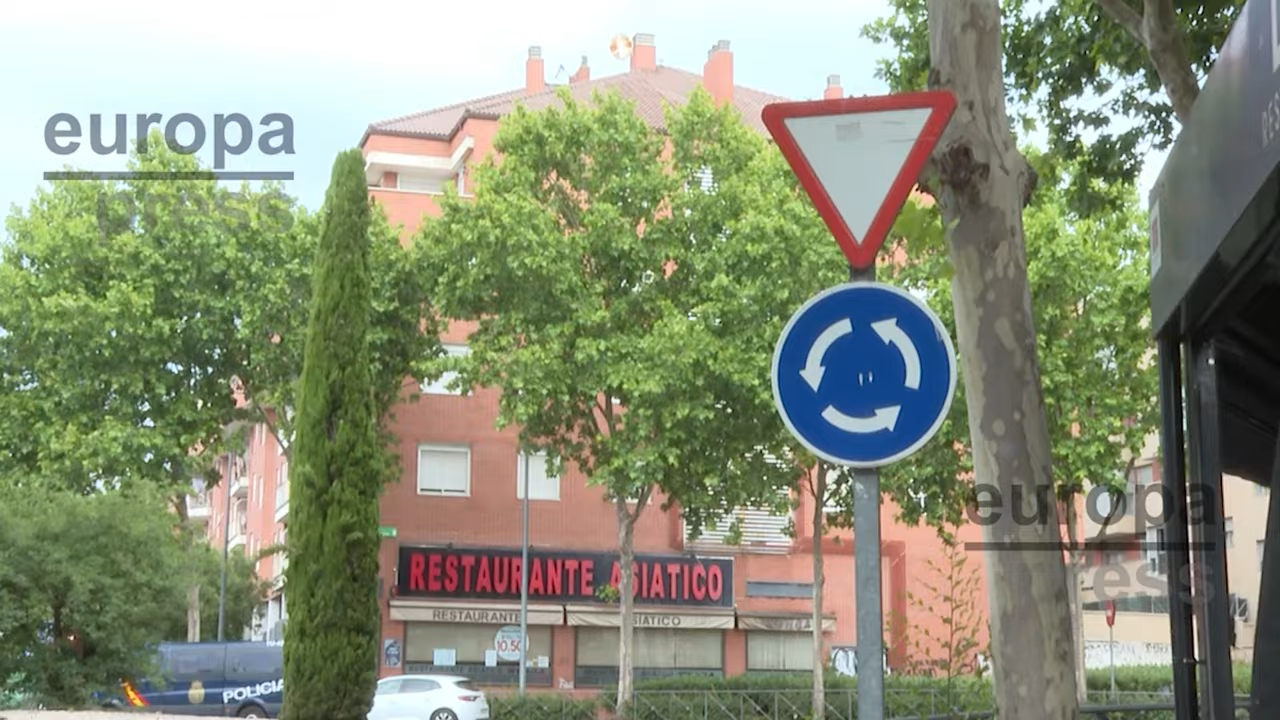 europa
press
europa
press
RESTAURANTE ASIATICO
RESTAURANTE
ASIATICO
10.50
POLICIA